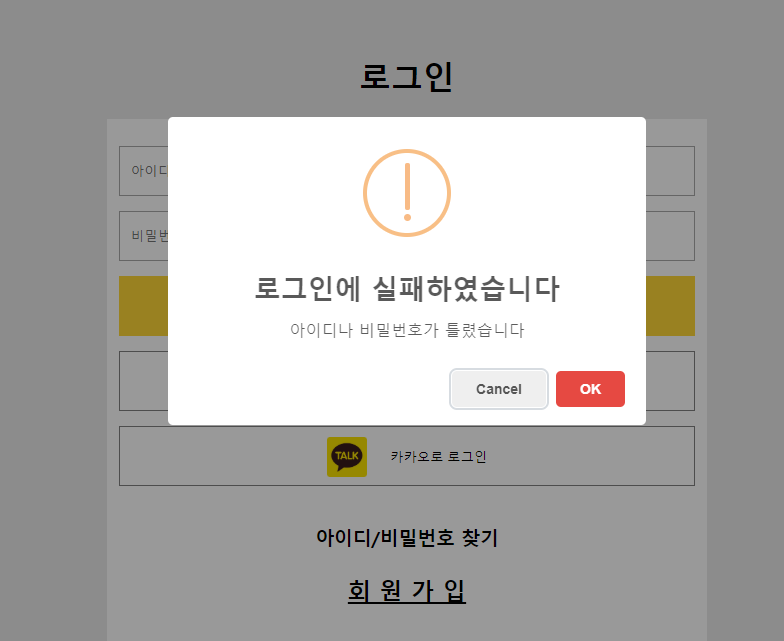 로그인
아이디
비밀번
로그인에 실패하였습니다
아이디나 비밀번호가 틀렸습니다
Cancel
OK
TALK
카카오로 로그인
아이디/비밀번호 찾기
회 원 가 입